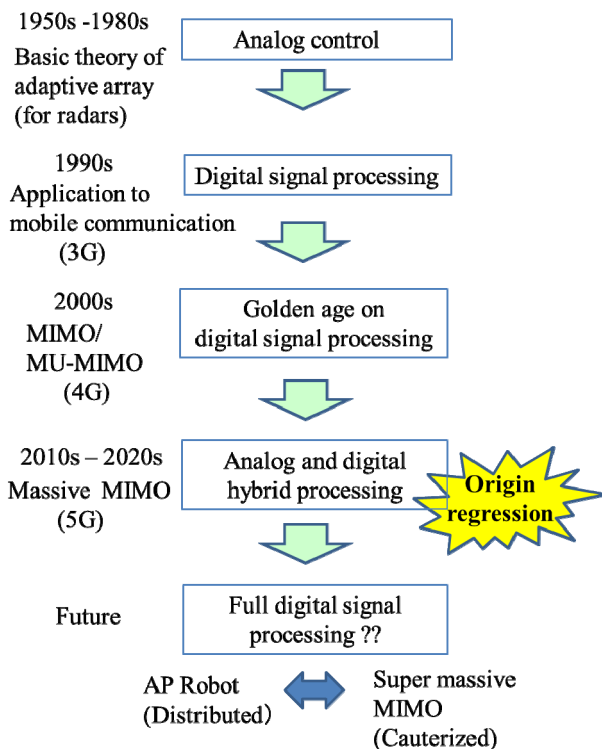 1950s -1980s
Analog control
Basic theory of
adaptive array
(for radars)
1990s
Digital signal processing
Application to
mobile communication
(3G)
2000s
Golden age on
digital signal processing
MIMO/
MU-MIMO
(4G)
2010s – 2020s
Analog and digital
hybrid processing
Massive MIMO
(5G)
Origin
regression
Future
Full digital signal
processing ??
AP Robot
(Distributed)
Super massive
MIMO
(Cauterized)